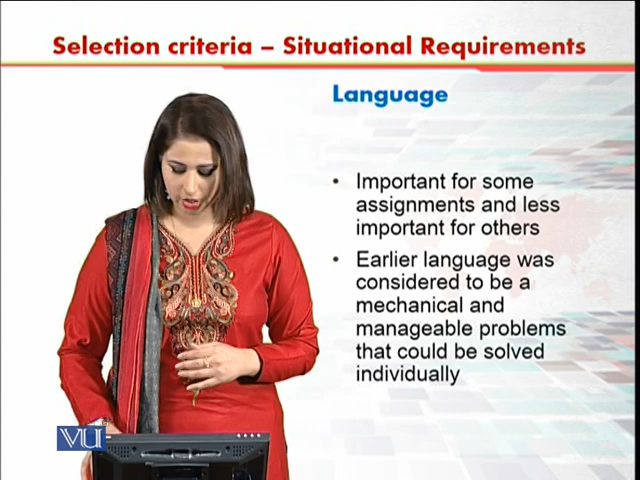 Selection criteria – Situational Requirements
Language
• Important for some
assignments and less
important for others
• Earlier language was
considered to be a
mechanical and
manageable problems
that could be solved
individually
VU